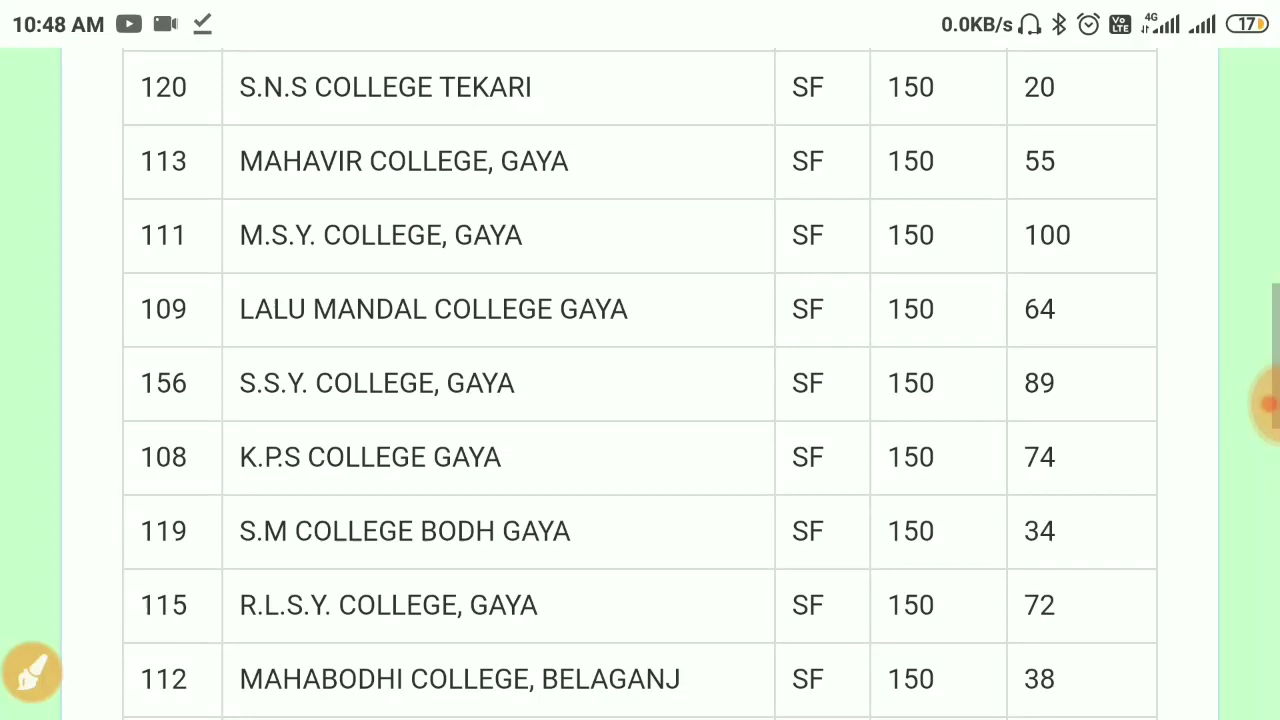 10:48 AM 0.0KB/s Vo LTE 4G 17
120 S.N.S COLLEGE TEKARI SF 150 20
113 MAHAVIR COLLEGE, GAYA SF 150 55
111 M.S.Y. COLLEGE, GAYA SF 150 100
109 LALU MANDAL COLLEGE GAYA SF 150 64
156 S.S.Y. COLLEGE, GAYA SF 150 89
108 K.P.S COLLEGE GAYA SF 150 74
119 S.M COLLEGE BODH GAYA SF 150 34
115 R.L.S.Y. COLLEGE, GAYA SF 150 72
112 MAHABODHI COLLEGE, BELAGANJ SF 150 38